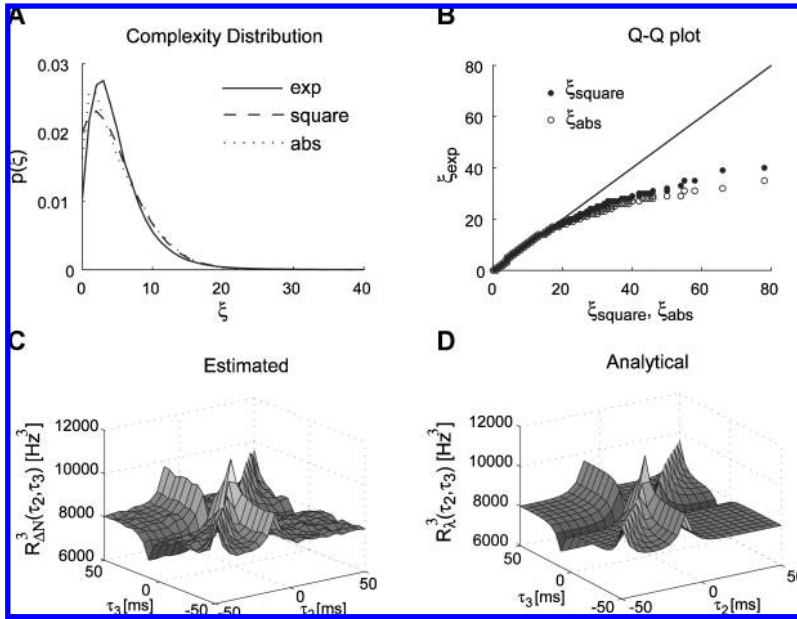 A
Complexity Distribution
0.03
0.02
0.01
0
p(ξ)
exp
square
abs
0 10 20 30 40
ξ
B
Q-Q plot
80
60
40
20
0
ξexp
ξsquare
ξabs
0 20 40 60 80
ξsquare, ξabs
C
Estimated
12000
10000
8000
6000
R³ΔN(τ2,τ3) [Hz³]
50
0
-50
τ3[ms]
-50
0
50
τ2[ms]
D
Analytical
12000
10000
8000
6000
R³λ(τ2,τ3) [Hz³]
50
0
-50
τ3[ms]
-50
0
50
τ2[ms]